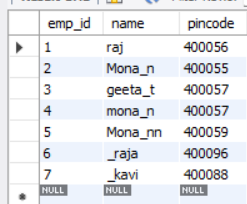 emp_id name pincode
1 raj 400056
2 Mona_n 400055
3 geeta_t 400057
4 mona_n 400057
5 Mona_nn 400059
6 _raja 400096
7 _kavi 400088
NULL NULL NULL